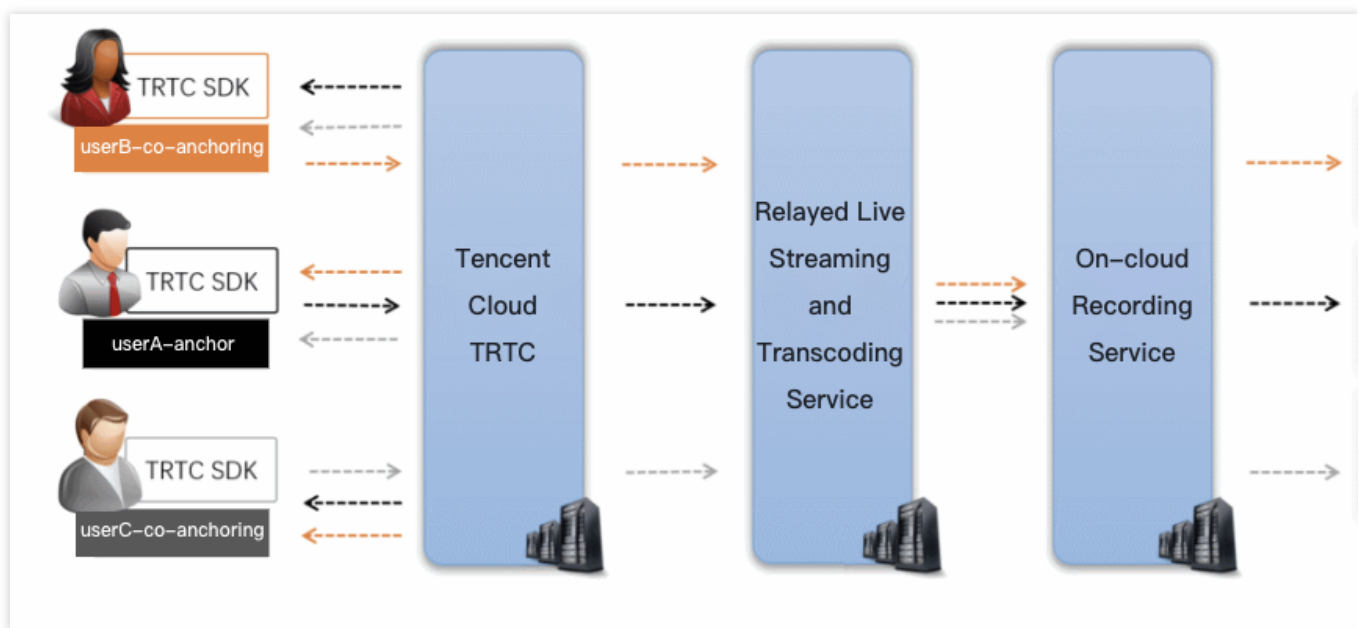 TRTC SDK
userB-co-anchoring
TRTC SDK
userA-anchor
TRTC SDK
userC-co-anchoring
Tencent
Cloud
TRTC
Relayed Live
Streaming
and
Transcoding
Service
On-cloud
Recording
Service